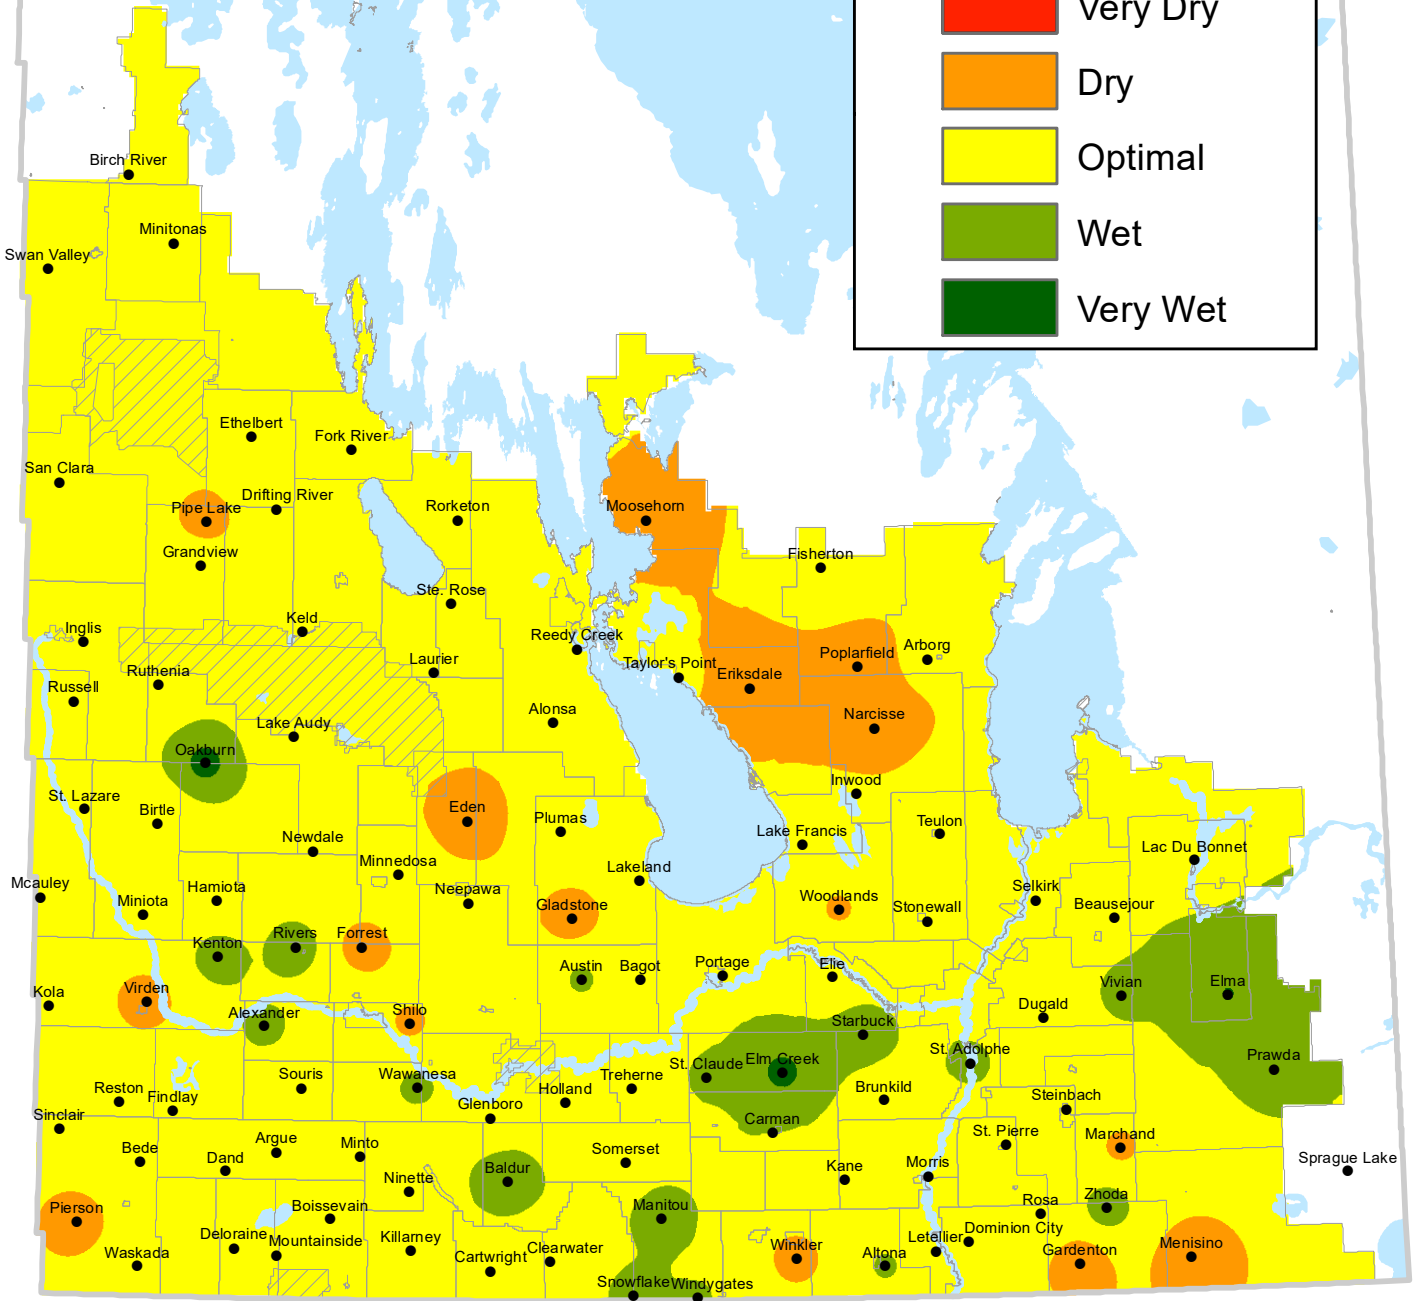 Very Dry
Dry
Optimal
Wet
Very Wet
Birch River
Minitonas
Swan Valley
Ethelbert
Fork River
San Clara
Drifting River
Pipe Lake
Rorketon
Moosehorn
Grandview
Fisherton
Ste. Rose
Keld
Inglis
Reedy Creek
Arborg
Poplarfield
Laurier
Taylor's Point
Ruthenia
Eriksdale
Russell
Alonsa
Narcisse
Lake Audy
Oakburn
Inwood
St. Lazare
Birtle
Eden
Plumas
Teulon
Lake Francis
Newdale
Lac Du Bonnet
Minnedosa
Lakeland
Mcauley
Hamiota
Neepawa
Selkirk
Miniota
Gladstone
Woodlands
Stonewall
Beausejour
Rivers
Forrest
Kenton
Austin
Bagot
Portage
Elie
Vivian
Elma
Kola
Virden
Dugald
Alexander
Shilo
Starbuck
St. Adolphe
Prawda
St. Claude
Elm Creek
Souris
Wawanesa
Treherne
Reston
Findlay
Holland
Brunkild
Steinbach
Glenboro
Sinclair
Carman
St. Pierre
Marchand
Bede
Argue
Minto
Dand
Somerset
Sprague Lake
Baldur
Kane
Morris
Ninette
Pierson
Boissevain
Manitou
Rosa
Zhoda
Deloraine
Mountainside
Killarney
Dominion City
Letellier
Waskada
Cartwright
Clearwater
Winkler
Altona
Gardenton
Menisino
Snowflake
Windygates